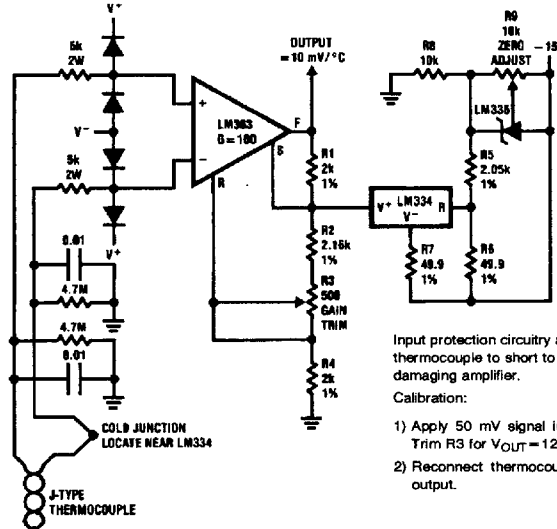 V+
5k
2W
V−
5k
2W
V+
0.01
4.7M
4.7M
0.01
COLD JUNCTION
LOCATE NEAR LM334
J-TYPE
THERMOCOUPLE
+
−
LM363
G=100
F
S
R
OUTPUT
=10 mV/°C
R1
2k
1%
R2
2.16k
1%
R3
500
GAIN
TRIM
R4
2k
1%
R8
10k
R9
10k
ZERO
ADJUST
−15
LM335
R5
2.05k
1%
V+ LM334 R
V−
R7
49.9
1%
R6
49.9
1%
Input protection circuitry
thermocouple to short to
damaging amplifier.
Calibration:
1) Apply 50 mV signal
Trim R3 for VOUT=12
2) Reconnect
output.